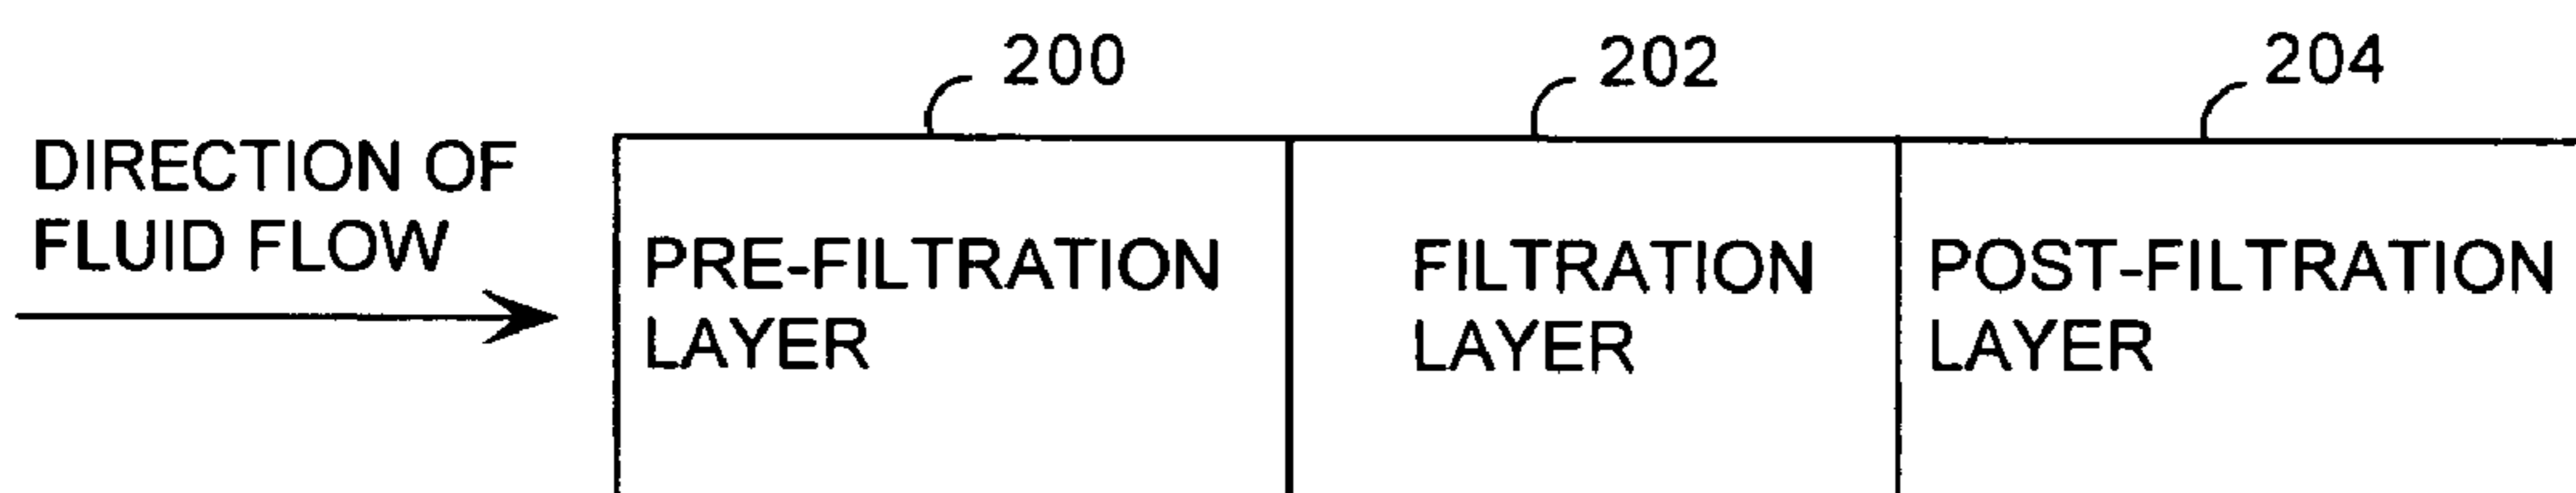 200
202
204
DIRECTION OF
FLUID FLOW
PRE-FILTRATION
LAYER
FILTRATION
LAYER
POST-FILTRATION
LAYER